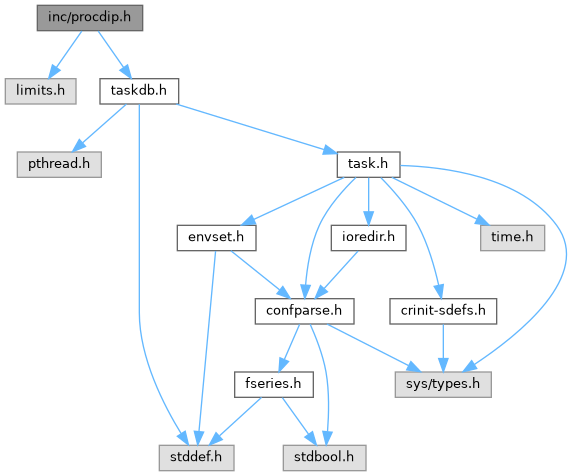 inc/procdip.h
limits.h
taskdb.h
pthread.h
task.h
envset.h
ioredir.h
time.h
confparse.h
crinit-sdefs.h
fseries.h
sys/types.h
stddef.h
stdbool.h